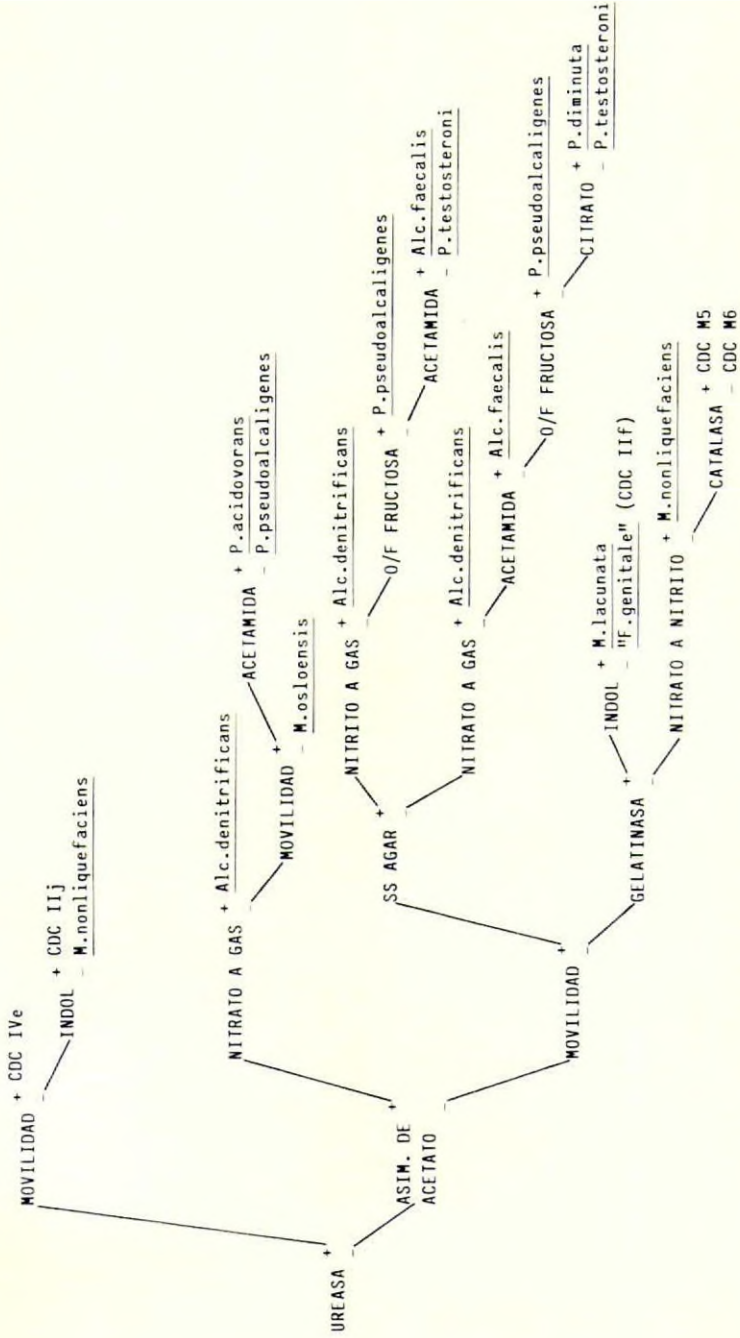 MOVILIDAD + CDC IVe
-
INDOL + CDC IIj
- M.nonliquefaciens
UREASA +
-
ASIM. DE ACETATO +
-
NITRATO A GAS + Alc.denitrificans
-
MOVILIDAD +
- M.osloensis
ACETAMIDA + P.acidovorans
- P.pseudoalcaligenes
MOVILIDAD +
-
SS AGAR +
-
NITRITO A GAS + Alc.denitrificans
-
O/F FRUCTOSA + P.pseudoalcaligenes
-
ACETAMIDA + Alc.faecalis
- P.testosteroni
NITRATO A GAS + Alc.denitrificans
-
ACETAMIDA + Alc.faecalis
-
O/F FRUCTOSA + P.pseudoalcaligenes
-
CITRATO + P.diminuta
- P.testosteroni
GELATINASA +
-
INDOL + M.lacunata
- "F.genitale" (CDC IIf)
NITRATO A NITRITO + M.nonliquefaciens
-
CATALASA + CDC M5
- CDC M6